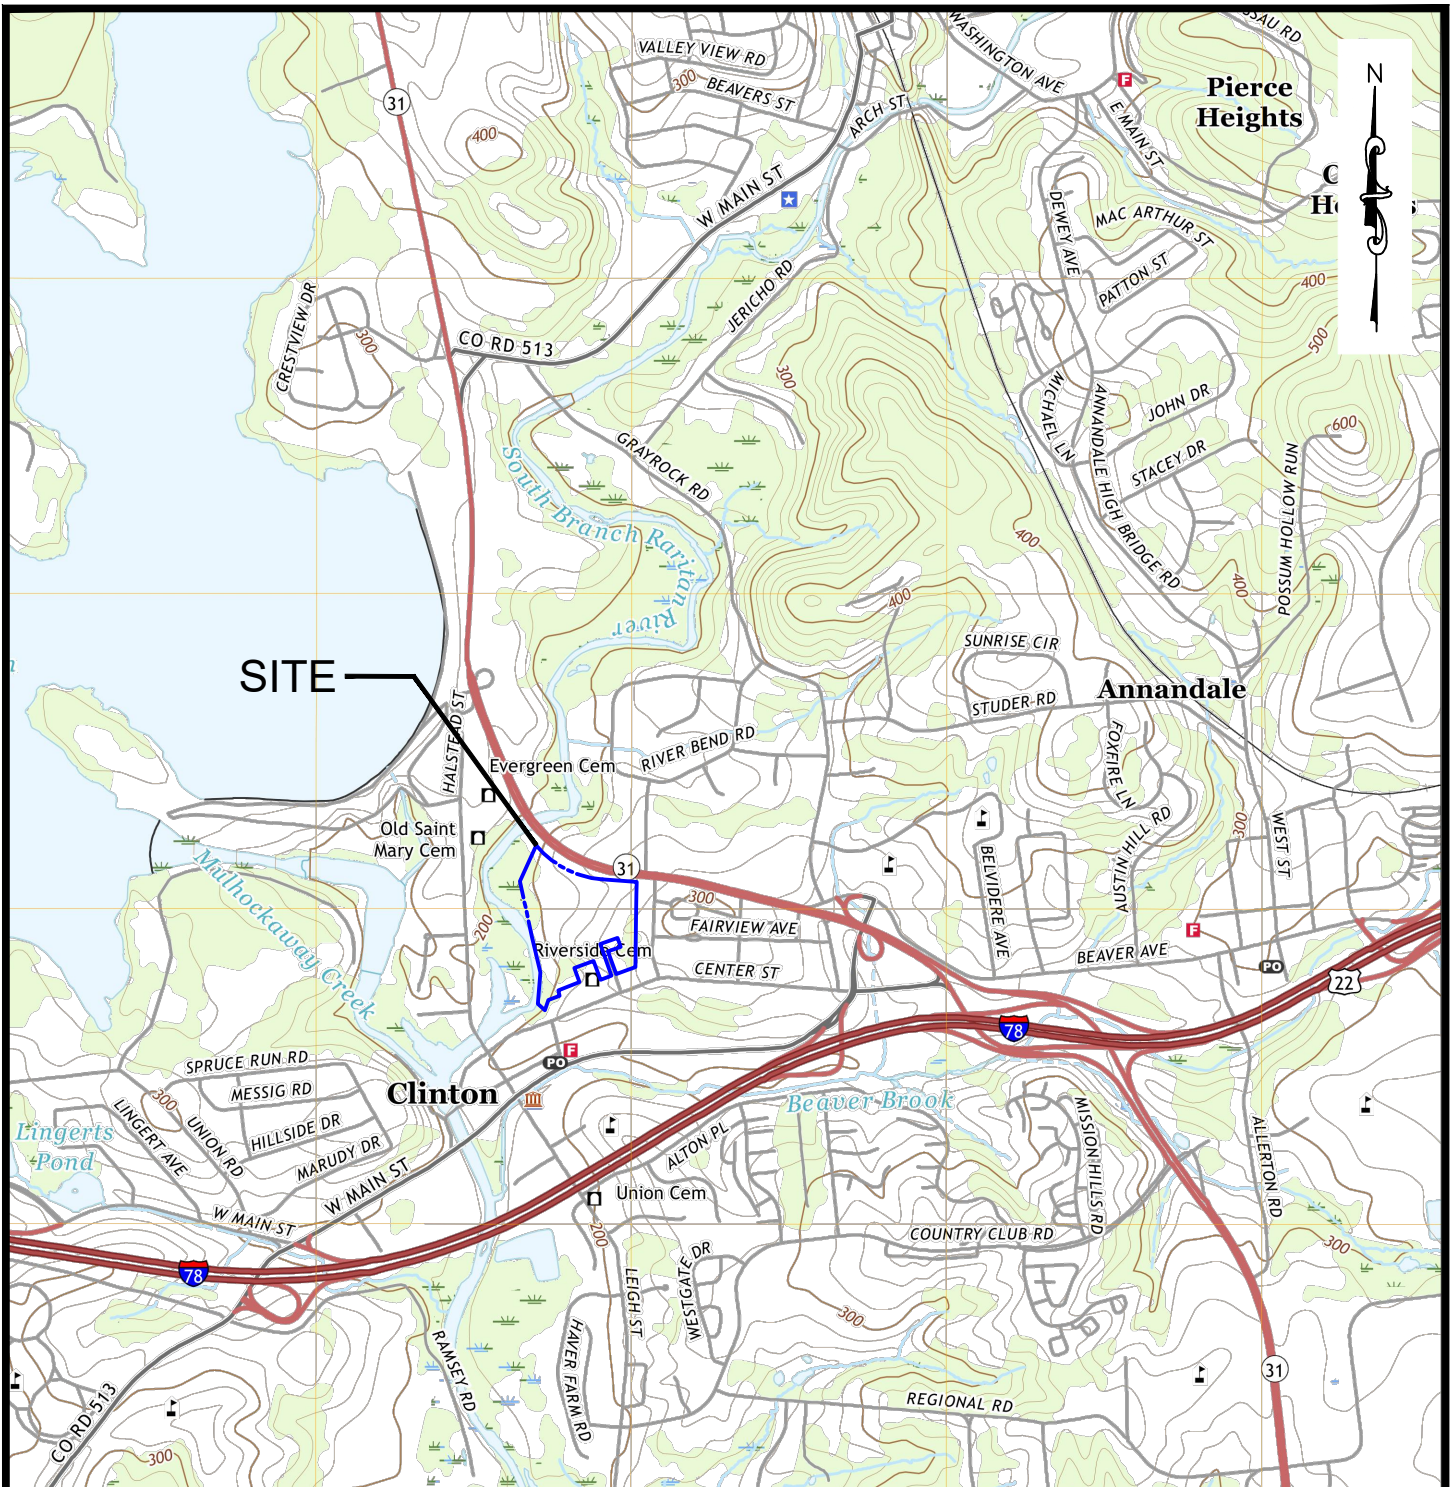 WASHINGTON AVE
SSAU RD
VALLEY VIEW RD
300
BEAVERS ST
N
F
Pierce
Heights
31
400
ARCH ST
E MAIN ST
W MAIN ST
DEWEY AVE
MAC ARTHUR ST
PATTON ST
400
JERICHO RD
CRESTVIEW DR
300
CO RD 513
500
300
MICHAEL LN
ANNANDALE HIGH BRIDGE RD
JOHN DR
600
STACEY DR
GRAYROCK RD
POSSUM HOLLOW RUN
South Branch Raritan
River
400
400
400
SUNRISE CIR
SITE
Annandale
STUDER RD
HALSTEAD ST
RIVER BEND RD
FOXFIRE LN
Evergreen Cem
Old Saint
Mary Cem
AUSTIN HILL RD
300
WEST ST
BELVIDERE AVE
31
Mulhockaway Creek
300
FAIRVIEW AVE
200
Riverside Cem
BEAVER AVE
F
PO
CENTER ST
22
78
F
PO
SPRUCE RUN RD
MESSIG RD
Clinton
300
Beaver Brook
LINGERT AVE
UNION RD
HILLSIDE DR
MARUDY DR
Lingerts
Pond
ALTON PL
MISSION HILLS RD
ALLERTON RD
W MAIN ST
Union Cem
W MAIN ST
200
COUNTRY CLUB RD
300
78
LEIGH ST
WESTGATE DR
300
HAVER FARM RD
RAMSEY RD
31
REGIONAL RD
CO RD 513
300